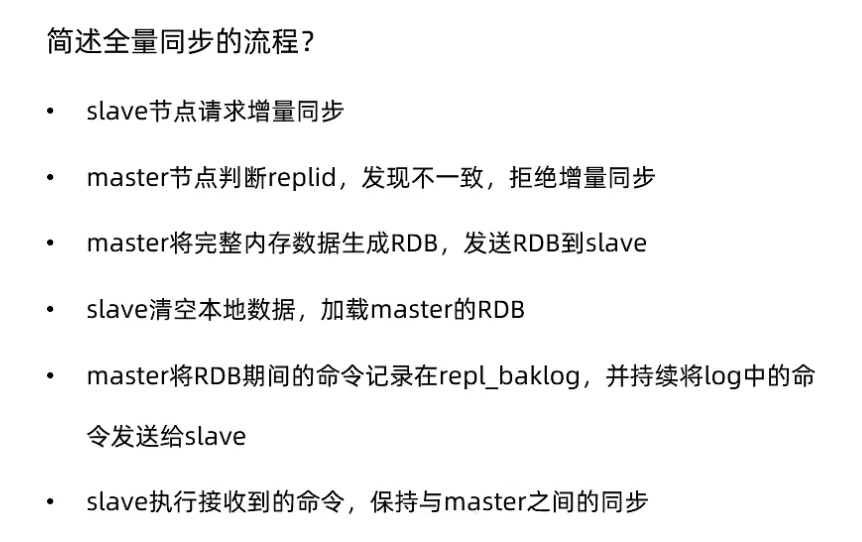 简述全量同步的流程？
• slave节点请求增量同步
• master节点判断replid，发现不一致，拒绝增量同步
• master将完整内存数据生成RDB，发送RDB到slave
• slave清空本地数据，加载master的RDB
• master将RDB期间的命令记录在repl_baklog，并持续将log中的命
令发送给slave
• slave执行接收到的命令，保持与master之间的同步